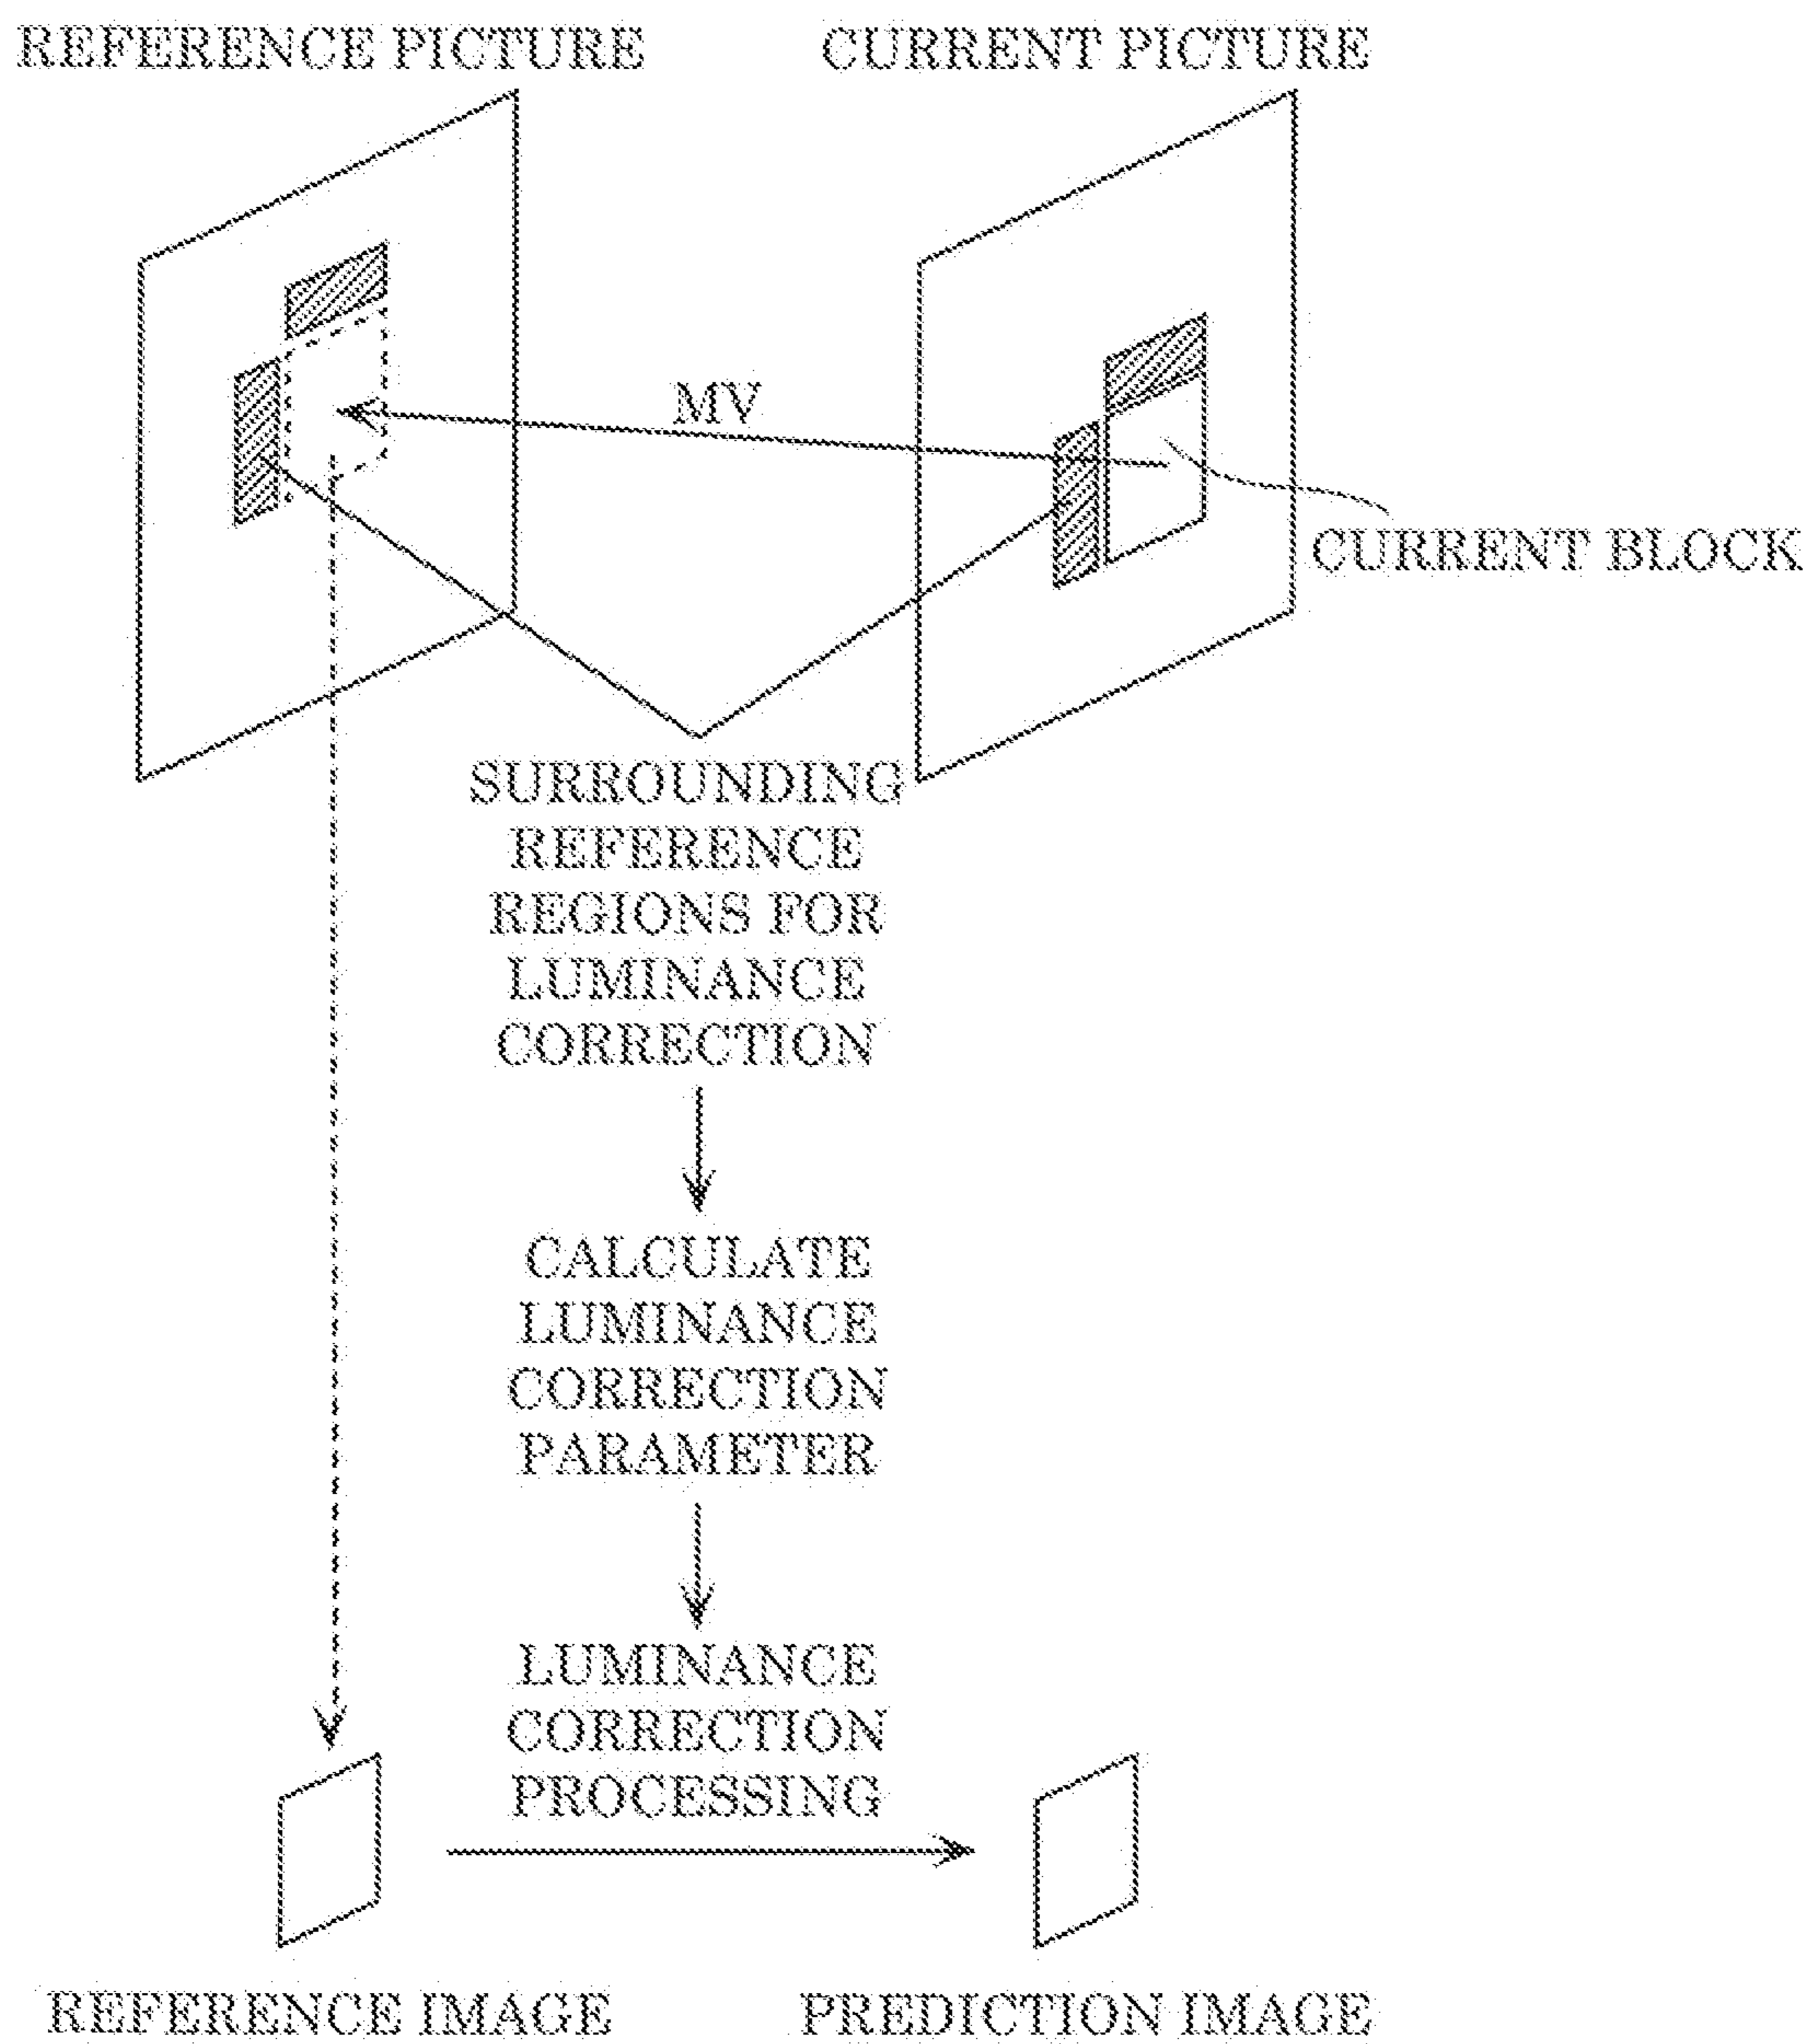 REFERENCE PICTURE
CURRENT PICTURE
MV
CURRENT BLOCK
SURROUNDING
REFERENCE
REGIONS FOR
LUMINANCE
CORRECTION
CALCULATE
LUMINANCE
CORRECTION
PARAMETER
LUMINANCE
CORRECTION
PROCESSING
REFERENCE IMAGE
PREDICTION IMAGE